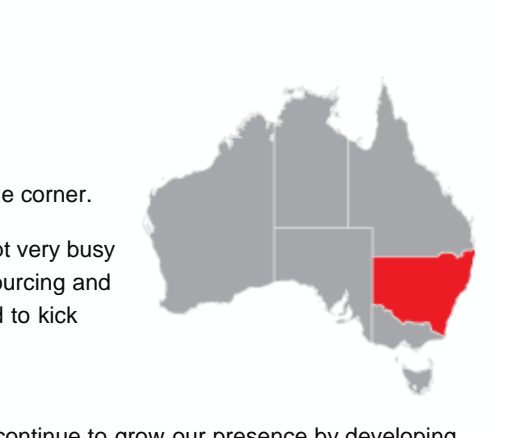 e corner.
ot very busy
ourcing and
d to kick
continue to grow our presence by developing